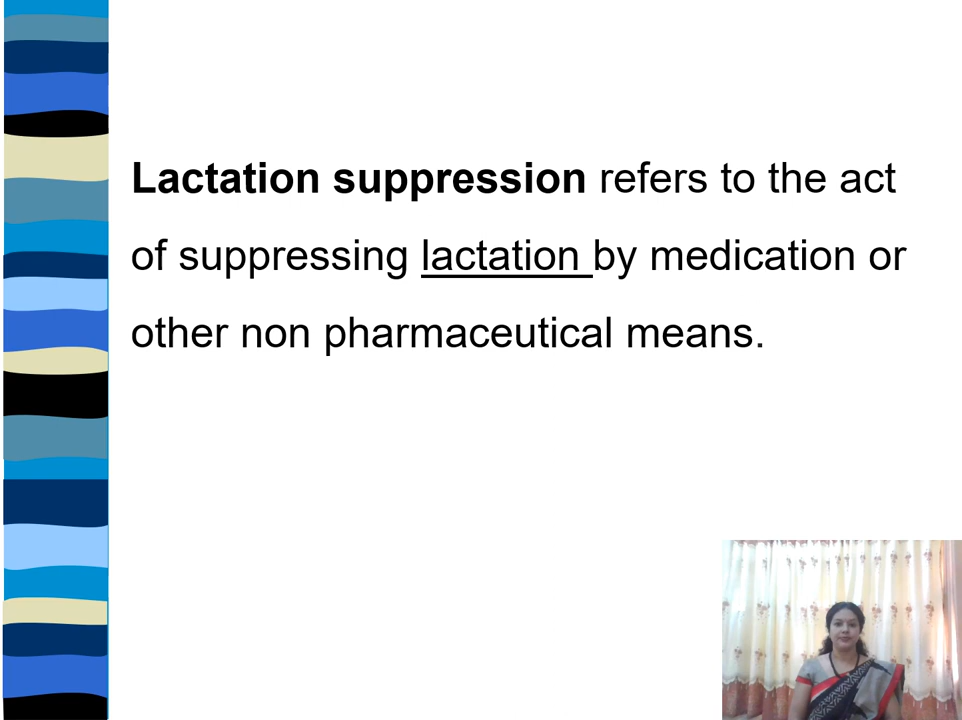 Lactation suppression refers to the act
of suppressing lactation by medication or
other non pharmaceutical means.